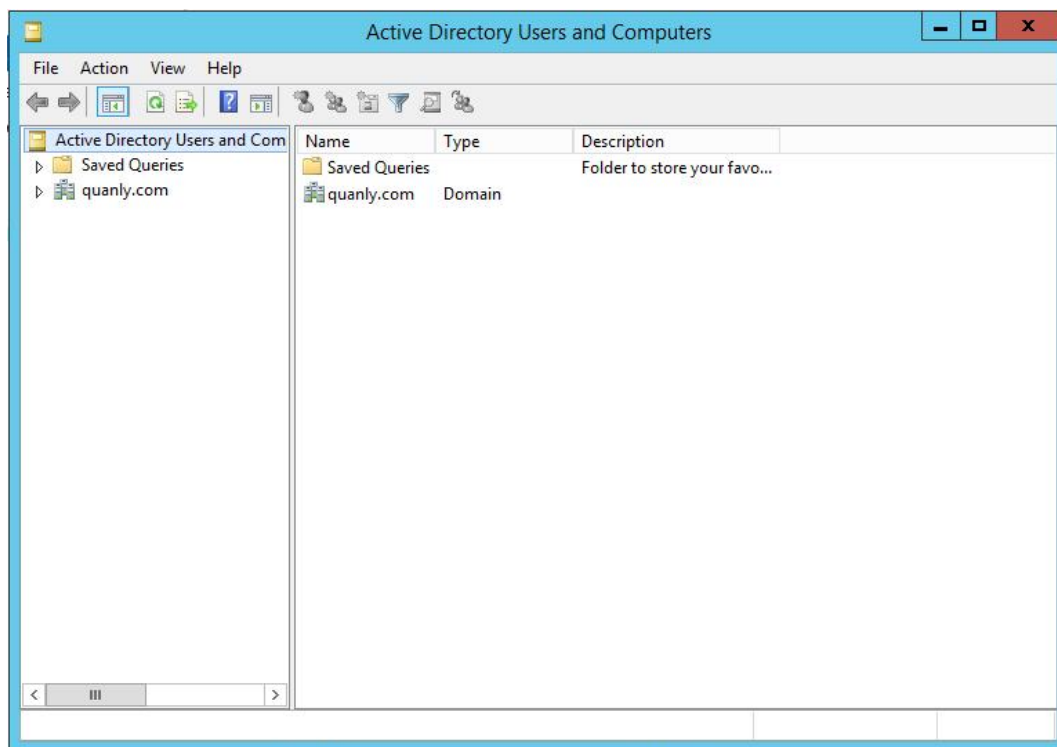 Active Directory Users and Computers
File Action View Help
Active Directory Users and Com
Saved Queries
quanly.com
Name Type Description
Saved Queries Folder to store your favo...
quanly.com Domain